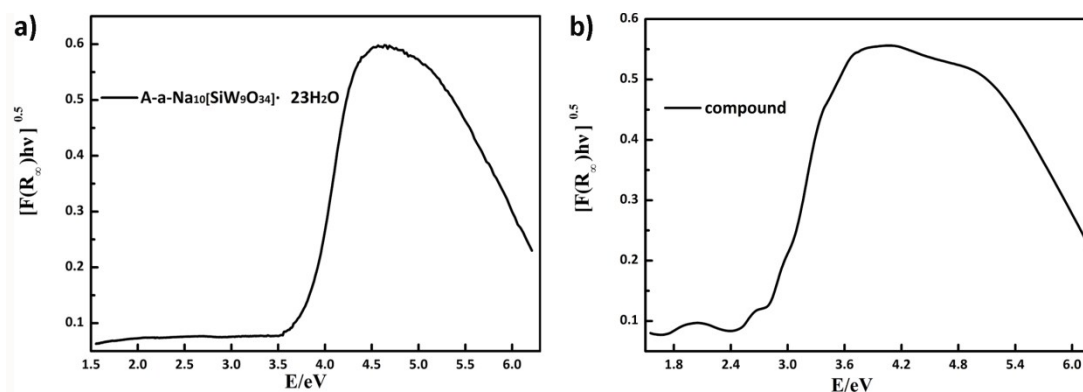 a)
0.6
0.5
0.4
0.3
0.2
0.1
[F(R∞)hν]^0.5
A-a-Na₁₀[SiW₉O₃₄]· 23H₂O
1.5 2.0 2.5 3.0 3.5 4.0 4.5 5.0 5.5 6.0
E/eV
b)
0.6
0.5
0.4
0.3
0.2
0.1
[F(R∞)hν]^0.5
compound
1.8 2.4 3.0 3.6 4.2 4.8 5.4 6.0
E/eV